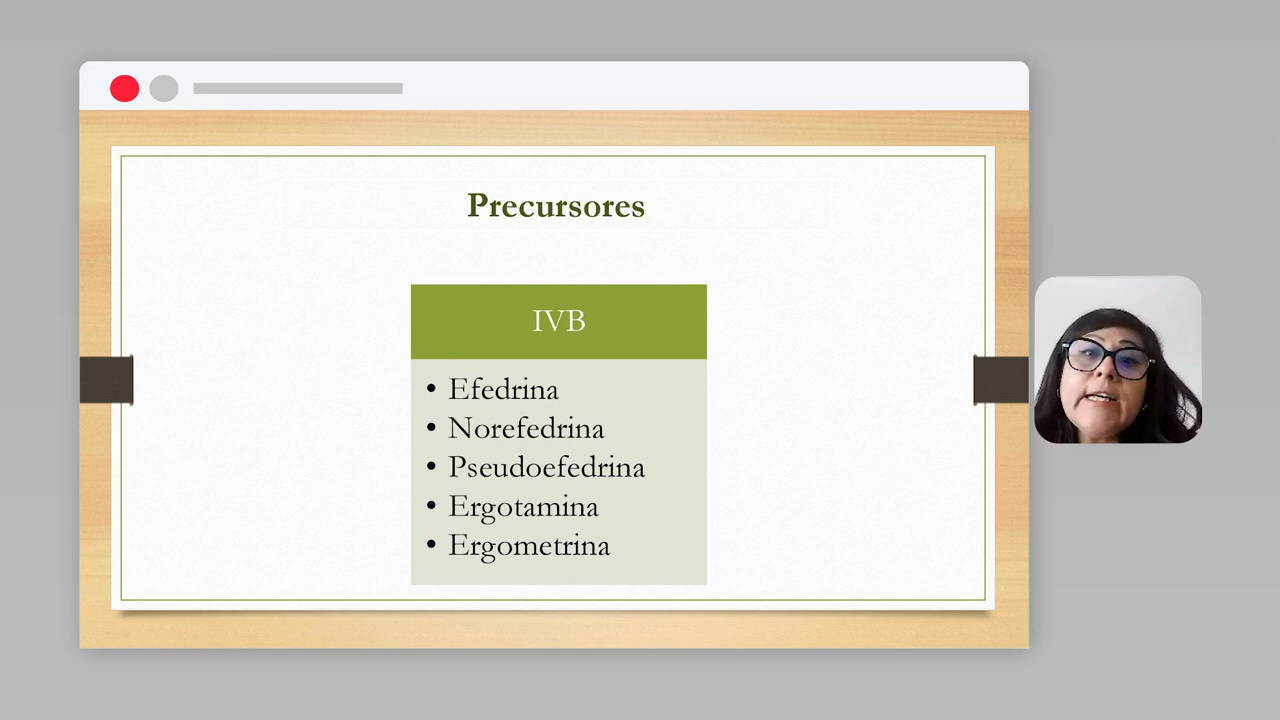 Precursores
IVB
• Efedrina
• Norefedrina
• Pseudoefedrina
• Ergotamina
• Ergometrina